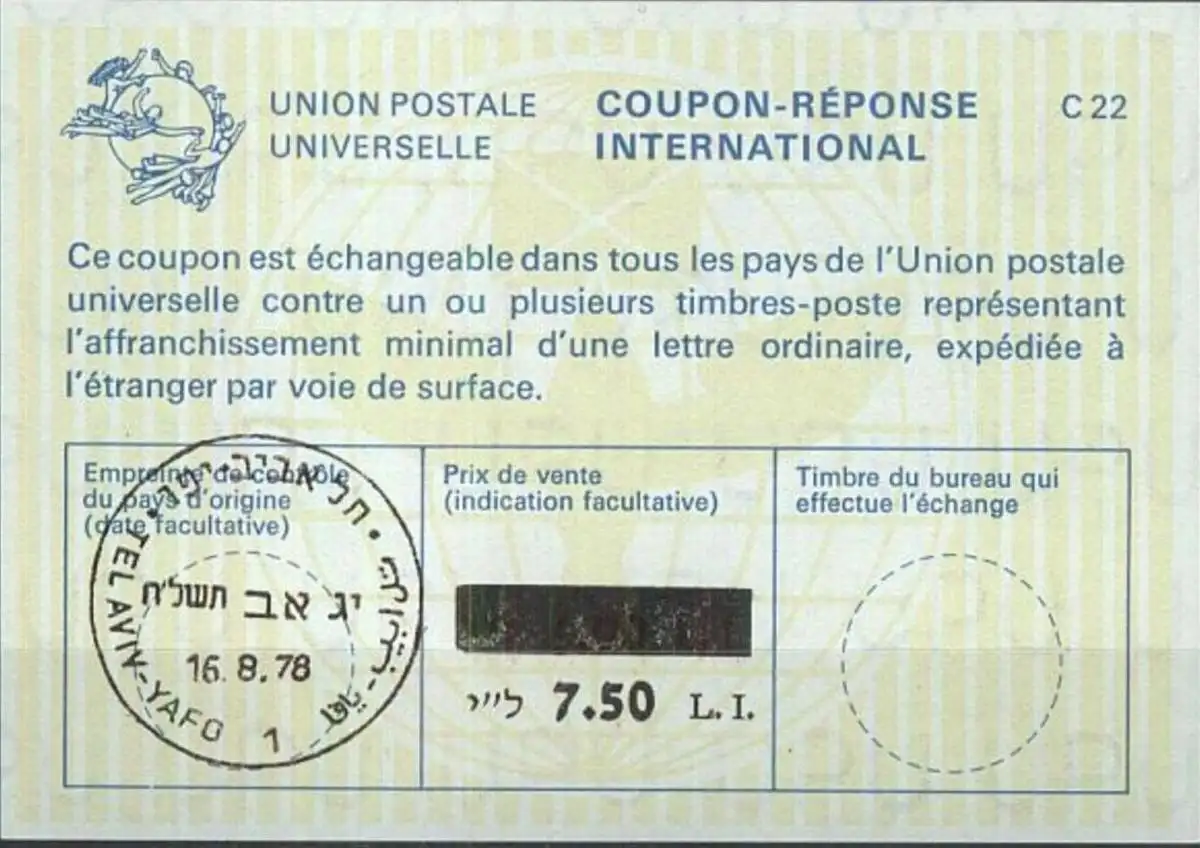 UNION POSTALE
UNIVERSELLE
COUPON-RÉPONSE
INTERNATIONAL
C 22
Ce coupon est échangeable dans tous les pays de l'Union postale
universelle contre un ou plusieurs timbres-poste représentant
l'affranchissement minimal d'une lettre ordinaire, expédiée à
l'étranger par voie de surface.
Empreinte de contrôle
du pays d'origine
(date facultative)
תל אביב-יפו
TEL AVIV-YAFO 1
יג אב תשל״ח
16.8.78
Prix de vente
(indication facultative)
ל״י 7.50 L. I.
Timbre du bureau qui
effectue l'échange